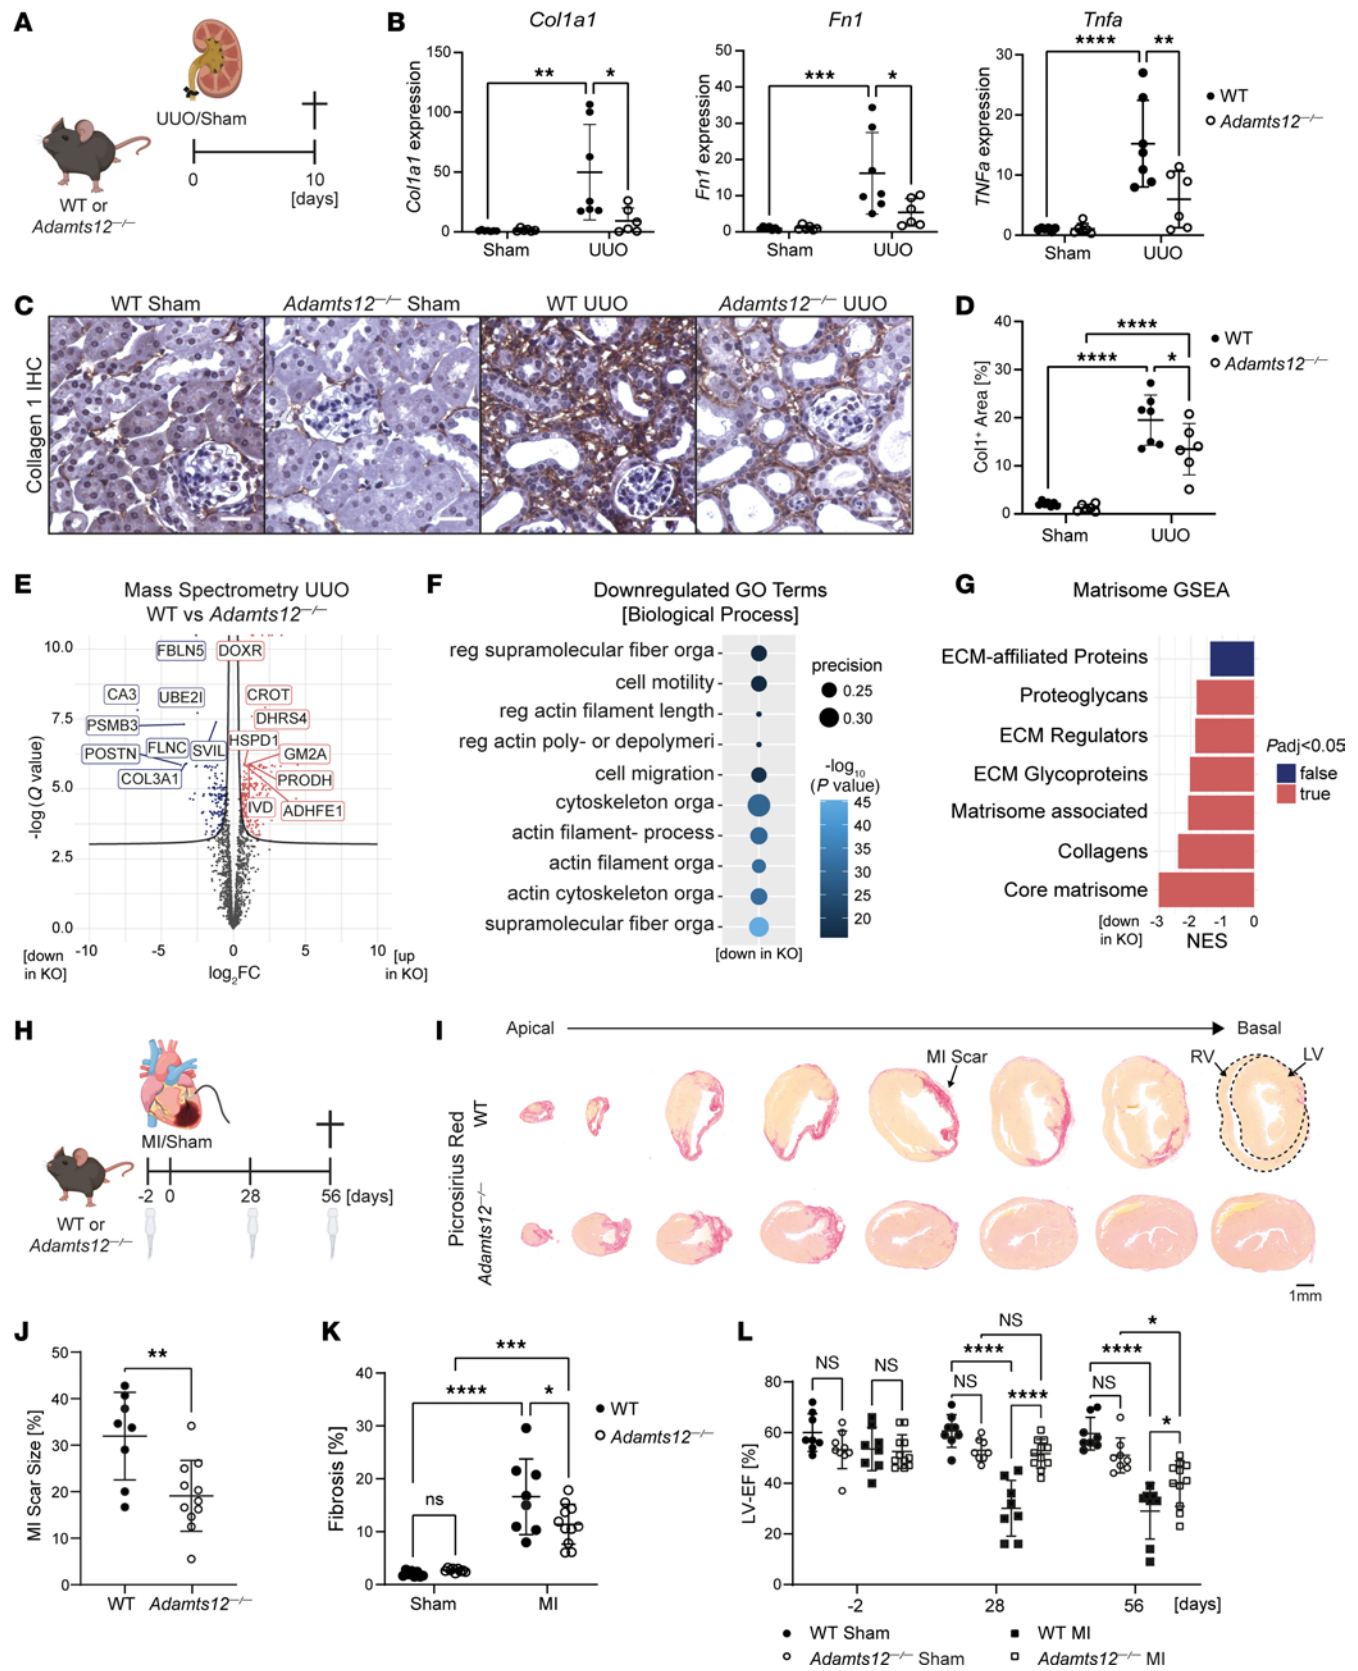 A
UUO/Sham
0
10
[days]
WT or
Adamts12−/−
B
Col1a1
Col1a1 expression
150
100
50
0
**
*
Sham
UUO
Fn1
Fn1 expression
50
40
30
20
10
0
***
*
Sham
UUO
Tnfa
TNFa expression
30
20
10
0
****
**
Sham
UUO
WT
Adamts12−/−
C
WT Sham
Adamts12−/− Sham
WT UUO
Adamts12−/− UUO
Collagen 1 IHC
D
Col1+ Area [%]
40
30
20
10
0
****
****
*
Sham
UUO
WT
Adamts12−/−
E
Mass Spectrometry UUO
WT vs Adamts12−/−
-log (Q value)
10.0
7.5
5.0
2.5
0.0
FBLN5
DOXR
CA3
UBE2I
CROT
PSMB3
DHRS4
POSTN
FLNC
SVIL
HSPD1
GM2A
COL3A1
PRODH
IVD
ADHFE1
[down in KO]
-10
-5
0
5
10
[up in KO]
log2FC
F
Downregulated GO Terms
[Biological Process]
reg supramolecular fiber orga
cell motility
reg actin filament length
reg actin poly- or depolymeri
cell migration
cytoskeleton orga
actin filament- process
actin filament orga
actin cytoskeleton orga
supramolecular fiber orga
[down in KO]
precision
0.25
0.30
-log10
(P value)
45
40
35
30
25
20
G
Matrisome GSEA
ECM-affiliated Proteins
Proteoglycans
ECM Regulators
ECM Glycoproteins
Matrisome associated
Collagens
Core matrisome
[down in KO]
-3
-2
-1
0
NES
Padj<0.05
false
true
H
MI/Sham
-2
0
28
56
[days]
WT or
Adamts12−/−
I
Apical
Basal
MI Scar
RV
LV
Picrosirius Red
WT
Adamts12−/−
1mm
J
MI Scar Size [%]
50
40
30
20
10
0
**
WT
Adamts12−/−
K
Fibrosis [%]
40
30
20
10
0
***
****
*
ns
Sham
MI
WT
Adamts12−/−
L
LV-EF [%]
80
60
40
20
0
NS
NS
NS
****
NS
****
*
****
NS
*
-2
28
56
[days]
WT Sham
WT MI
Adamts12−/− Sham
Adamts12−/− MI